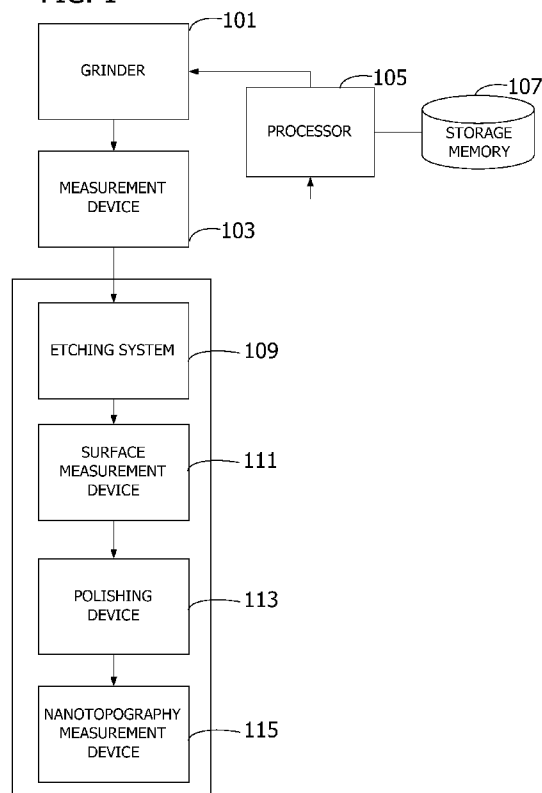 FIG. 1
101
GRINDER
105
107
PROCESSOR
STORAGE
MEMORY
MEASUREMENT
DEVICE
103
ETCHING SYSTEM
109
SURFACE
MEASUREMENT
DEVICE
111
POLISHING
DEVICE
113
NANOTOPOGRAPHY
MEASUREMENT
DEVICE
115